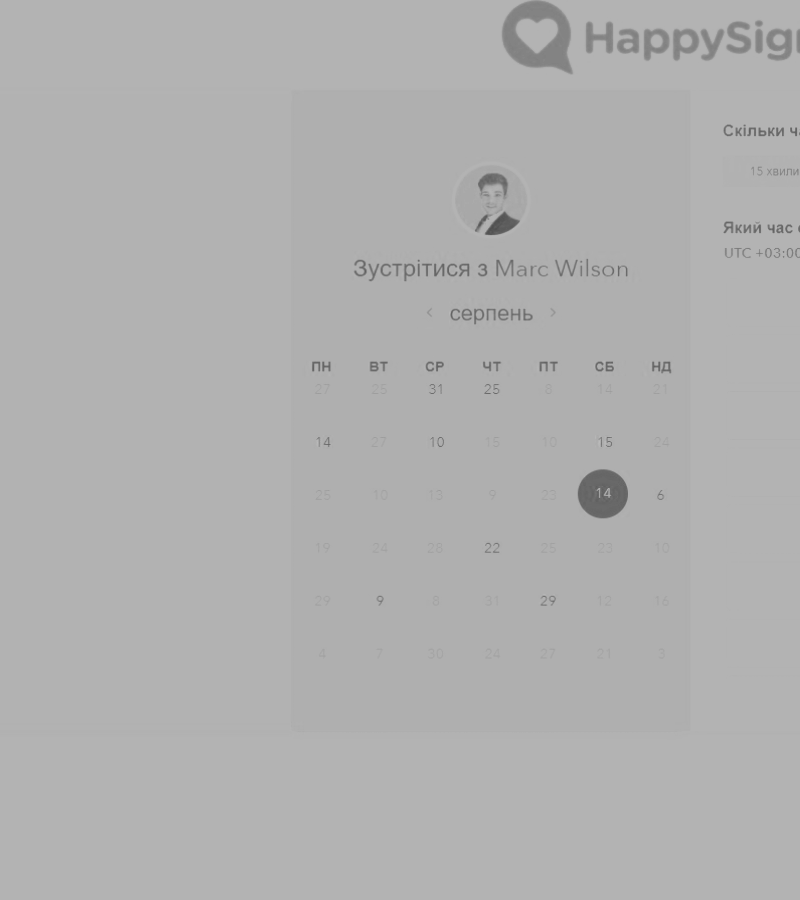 HappySig
Скільки ч
15 хвили
Який час
UTC +03:00
Зустрітися з Marc Wilson
серпень
ПН ВТ СР ЧТ ПТ СБ НД
27 25 31 25 8 14 21
14 27 10 15 10 15 24
25 10 13 9 23 14 6
19 24 28 22 25 23 10
29 9 8 31 29 12 16
4 7 30 24 27 21 3